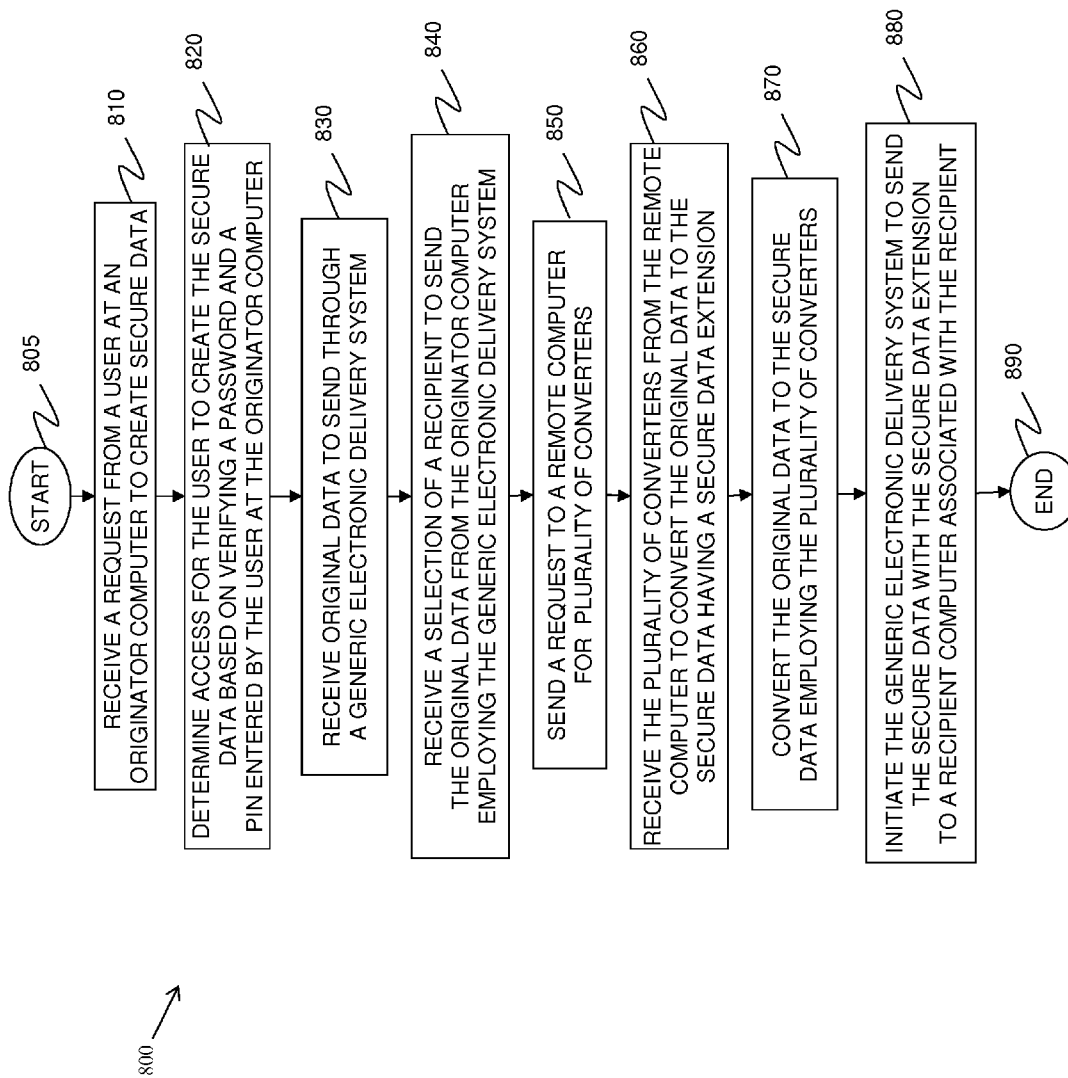 800
START
805
RECEIVE A REQUEST FROM A USER AT AN
ORIGINATOR COMPUTER TO CREATE SECURE DATA
810
DETERMINE ACCESS FOR THE USER TO CREATE THE SECURE
DATA BASED ON VERIFYING A PASSWORD AND A
PIN ENTERED BY THE USER AT THE ORIGINATOR COMPUTER
820
RECEIVE ORIGINAL DATA TO SEND THROUGH
A GENERIC ELECTRONIC DELIVERY SYSTEM
830
RECEIVE A SELECTION OF A RECIPIENT TO SEND
THE ORIGINAL DATA FROM THE ORIGINATOR COMPUTER
EMPLOYING THE GENERIC ELECTRONIC DELIVERY SYSTEM
840
SEND A REQUEST TO A REMOTE COMPUTER
FOR PLURALITY OF CONVERTERS
850
RECEIVE THE PLURALITY OF CONVERTERS FROM THE REMOTE
COMPUTER TO CONVERT THE ORIGINAL DATA TO THE
SECURE DATA HAVING A SECURE DATA EXTENSION
860
CONVERT THE ORIGINAL DATA TO THE SECURE
DATA EMPLOYING THE PLURALITY OF CONVERTERS
870
INITIATE THE GENERIC ELECTRONIC DELIVERY SYSTEM TO SEND
THE SECURE DATA WITH THE SECURE DATA EXTENSION
TO A RECIPIENT COMPUTER ASSOCIATED WITH THE RECIPIENT
880
END
890